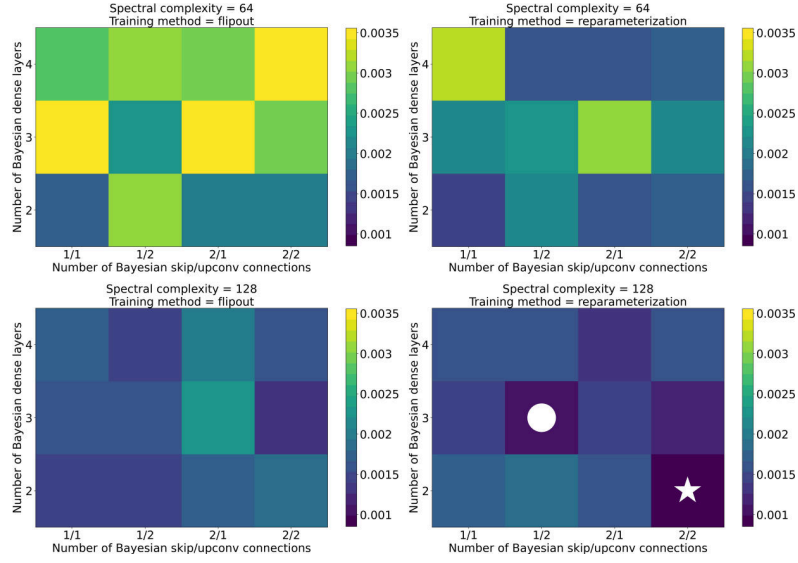 Spectral complexity = 64
Training method = flipout
Number of Bayesian dense layers
4
3
2
1/1 1/2 2/1 2/2
Number of Bayesian skip/upconv connections
0.0035
0.003
0.0025
0.002
0.0015
0.001
Spectral complexity = 64
Training method = reparameterization
Number of Bayesian dense layers
4
3
2
1/1 1/2 2/1 2/2
Number of Bayesian skip/upconv connections
0.0035
0.003
0.0025
0.002
0.0015
0.001
Spectral complexity = 128
Training method = flipout
Number of Bayesian dense layers
4
3
2
1/1 1/2 2/1 2/2
Number of Bayesian skip/upconv connections
0.0035
0.003
0.0025
0.002
0.0015
0.001
Spectral complexity = 128
Training method = reparameterization
Number of Bayesian dense layers
4
3
2
1/1 1/2 2/1 2/2
Number of Bayesian skip/upconv connections
0.0035
0.003
0.0025
0.002
0.0015
0.001